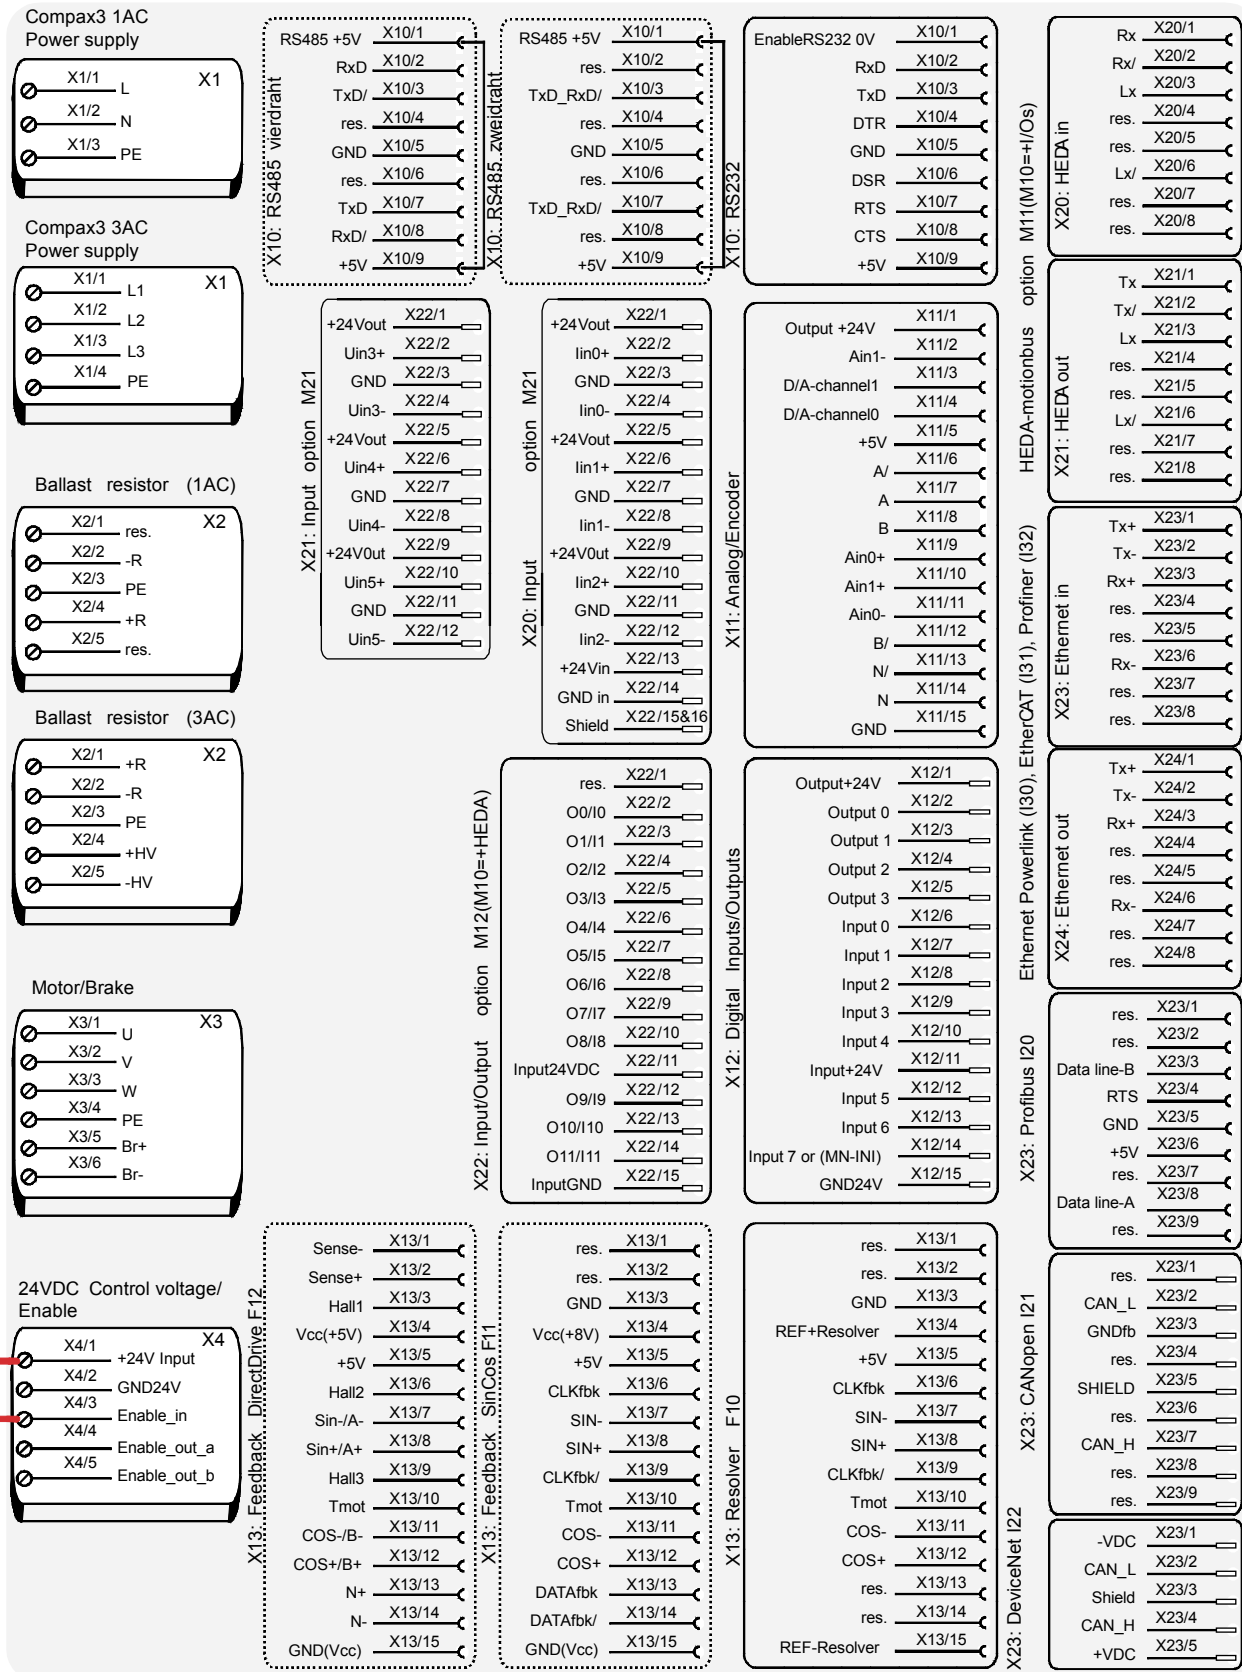 Compax3 1AC
Power supply
X1
X1/1 L
X1/2 N
X1/3 PE
Compax3 3AC
Power supply
X1
X1/1 L1
X1/2 L2
X1/3 L3
X1/4 PE
Ballast resistor (1AC)
X2
X2/1 res.
X2/2 -R
X2/3 PE
X2/4 +R
X2/5 res.
Ballast resistor (3AC)
X2
X2/1 +R
X2/2 -R
X2/3 PE
X2/4 +HV
X2/5 -HV
Motor/Brake
X3
X3/1 U
X3/2 V
X3/3 W
X3/4 PE
X3/5 Br+
X3/6 Br-
24VDC Control voltage/
Enable
X4
X4/1 +24V Input
X4/2 GND24V
X4/3 Enable_in
X4/4 Enable_out_a
X4/5 Enable_out_b
X10: RS485 vierdraht
RS485 +5V X10/1
RxD X10/2
TxD/ X10/3
res. X10/4
GND X10/5
res. X10/6
TxD X10/7
RxD/ X10/8
+5V X10/9
X10: RS485 zweidraht
RS485 +5V X10/1
res. X10/2
TxD_RxD/ X10/3
res. X10/4
GND X10/5
res. X10/6
TxD_RxD/ X10/7
res. X10/8
+5V X10/9
X10: RS232
EnableRS232 0V X10/1
RxD X10/2
TxD X10/3
DTR X10/4
GND X10/5
DSR X10/6
RTS X10/7
CTS X10/8
+5V X10/9
X21: Input option M21
+24Vout X22/1
Uin3+ X22/2
GND X22/3
Uin3- X22/4
+24Vout X22/5
Uin4+ X22/6
GND X22/7
Uin4- X22/8
+24V0ut X22/9
Uin5+ X22/10
GND X22/11
Uin5- X22/12
X20: Input option M21
+24Vout X22/1
Iin0+ X22/2
GND X22/3
Iin0- X22/4
+24Vout X22/5
Iin1+ X22/6
GND X22/7
Iin1- X22/8
+24V0ut X22/9
Iin2+ X22/10
GND X22/11
Iin2- X22/12
+24Vin X22/13
GND in X22/14
Shield X22/15&16
X11: Analog/Encoder
Output +24V X11/1
Ain1- X11/2
D/A-channel1 X11/3
D/A-channel0 X11/4
+5V X11/5
A/ X11/6
A X11/7
B X11/8
Ain0+ X11/9
Ain1+ X11/10
Ain0- X11/11
B/ X11/12
N/ X11/13
N X11/14
GND X11/15
X22: Input/Output option M12(M10=+HEDA)
res. X22/1
O0/I0 X22/2
O1/I1 X22/3
O2/I2 X22/4
O3/I3 X22/5
O4/I4 X22/6
O5/I5 X22/7
O6/I6 X22/8
O7/I7 X22/9
O8/I8 X22/10
Input24VDC X22/11
O9/I9 X22/12
O10/I10 X22/13
O11/I11 X22/14
InputGND X22/15
X12: Digital Inputs/Outputs
Output+24V X12/1
Output 0 X12/2
Output 1 X12/3
Output 2 X12/4
Output 3 X12/5
Input 0 X12/6
Input 1 X12/7
Input 2 X12/8
Input 3 X12/9
Input 4 X12/10
Input+24V X12/11
Input 5 X12/12
Input 6 X12/13
Input 7 or (MN-INI) X12/14
GND24V X12/15
X13: Feedback DirectDrive F12
Sense- X13/1
Sense+ X13/2
Hall1 X13/3
Vcc(+5V) X13/4
+5V X13/5
Hall2 X13/6
Sin-/A- X13/7
Sin+/A+ X13/8
Hall3 X13/9
Tmot X13/10
COS-/B- X13/11
COS+/B+ X13/12
N+ X13/13
N- X13/14
GND(Vcc) X13/15
X13: Feedback SinCos F11
res. X13/1
res. X13/2
GND X13/3
Vcc(+8V) X13/4
+5V X13/5
CLKfbk X13/6
SIN- X13/7
SIN+ X13/8
CLKfbk/ X13/9
Tmot X13/10
COS- X13/11
COS+ X13/12
DATAfbk X13/13
DATAfbk/ X13/14
GND(Vcc) X13/15
X13: Resolver F10
res. X13/1
res. X13/2
GND X13/3
REF+Resolver X13/4
+5V X13/5
CLKfbk X13/6
SIN- X13/7
SIN+ X13/8
CLKfbk/ X13/9
Tmot X13/10
COS- X13/11
COS+ X13/12
res. X13/13
res. X13/14
REF-Resolver X13/15
HEDA-motionbus option M11(M10=+I/Os)
X20: HEDA in
Rx X20/1
Rx/ X20/2
Lx X20/3
res. X20/4
res. X20/5
Lx/ X20/6
res. X20/7
res. X20/8
X21: HEDA out
Tx X21/1
Tx/ X21/2
Lx X21/3
res. X21/4
res. X21/5
Lx/ X21/6
res. X21/7
res. X21/8
Ethernet Powerlink (I30), EtherCAT (I31), Profiner (I32)
X23: Ethernet in
Tx+ X23/1
Tx- X23/2
Rx+ X23/3
res. X23/4
res. X23/5
Rx- X23/6
res. X23/7
res. X23/8
X24: Ethernet out
Tx+ X24/1
Tx- X24/2
Rx+ X24/3
res. X24/4
res. X24/5
Rx- X24/6
res. X24/7
res. X24/8
X23: Profibus I20
res. X23/1
res. X23/2
Data line-B X23/3
RTS X23/4
GND X23/5
+5V X23/6
res. X23/7
Data line-A X23/8
res. X23/9
X23: CANopen I21
res. X23/1
CAN_L X23/2
GNDfb X23/3
res. X23/4
SHIELD X23/5
res. X23/6
CAN_H X23/7
res. X23/8
res. X23/9
X23: DeviceNet I22
-VDC X23/1
CAN_L X23/2
Shield X23/3
CAN_H X23/4
+VDC X23/5